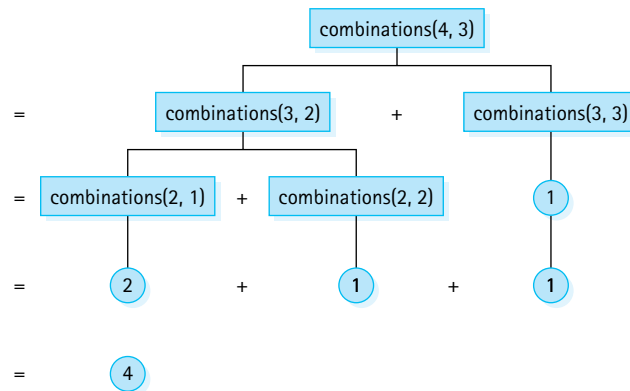 combinations(4, 3)
= combinations(3, 2) + combinations(3, 3)
= combinations(2, 1) + combinations(2, 2) 1
= 2 + 1 + 1
= 4